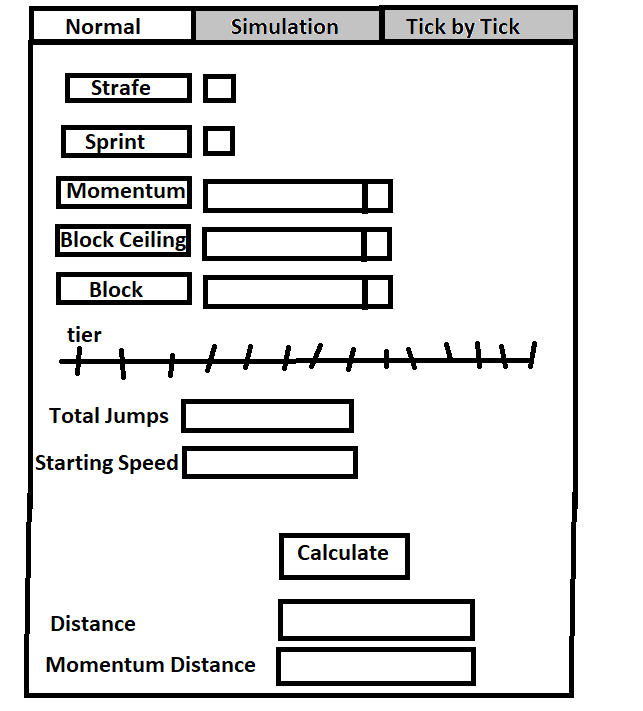 Normal
Simulation
Tick by Tick
Strafe
Sprint
Momentum
Block Ceiling
Block
tier
Total Jumps
Starting Speed
Calculate
Distance
Momentum Distance